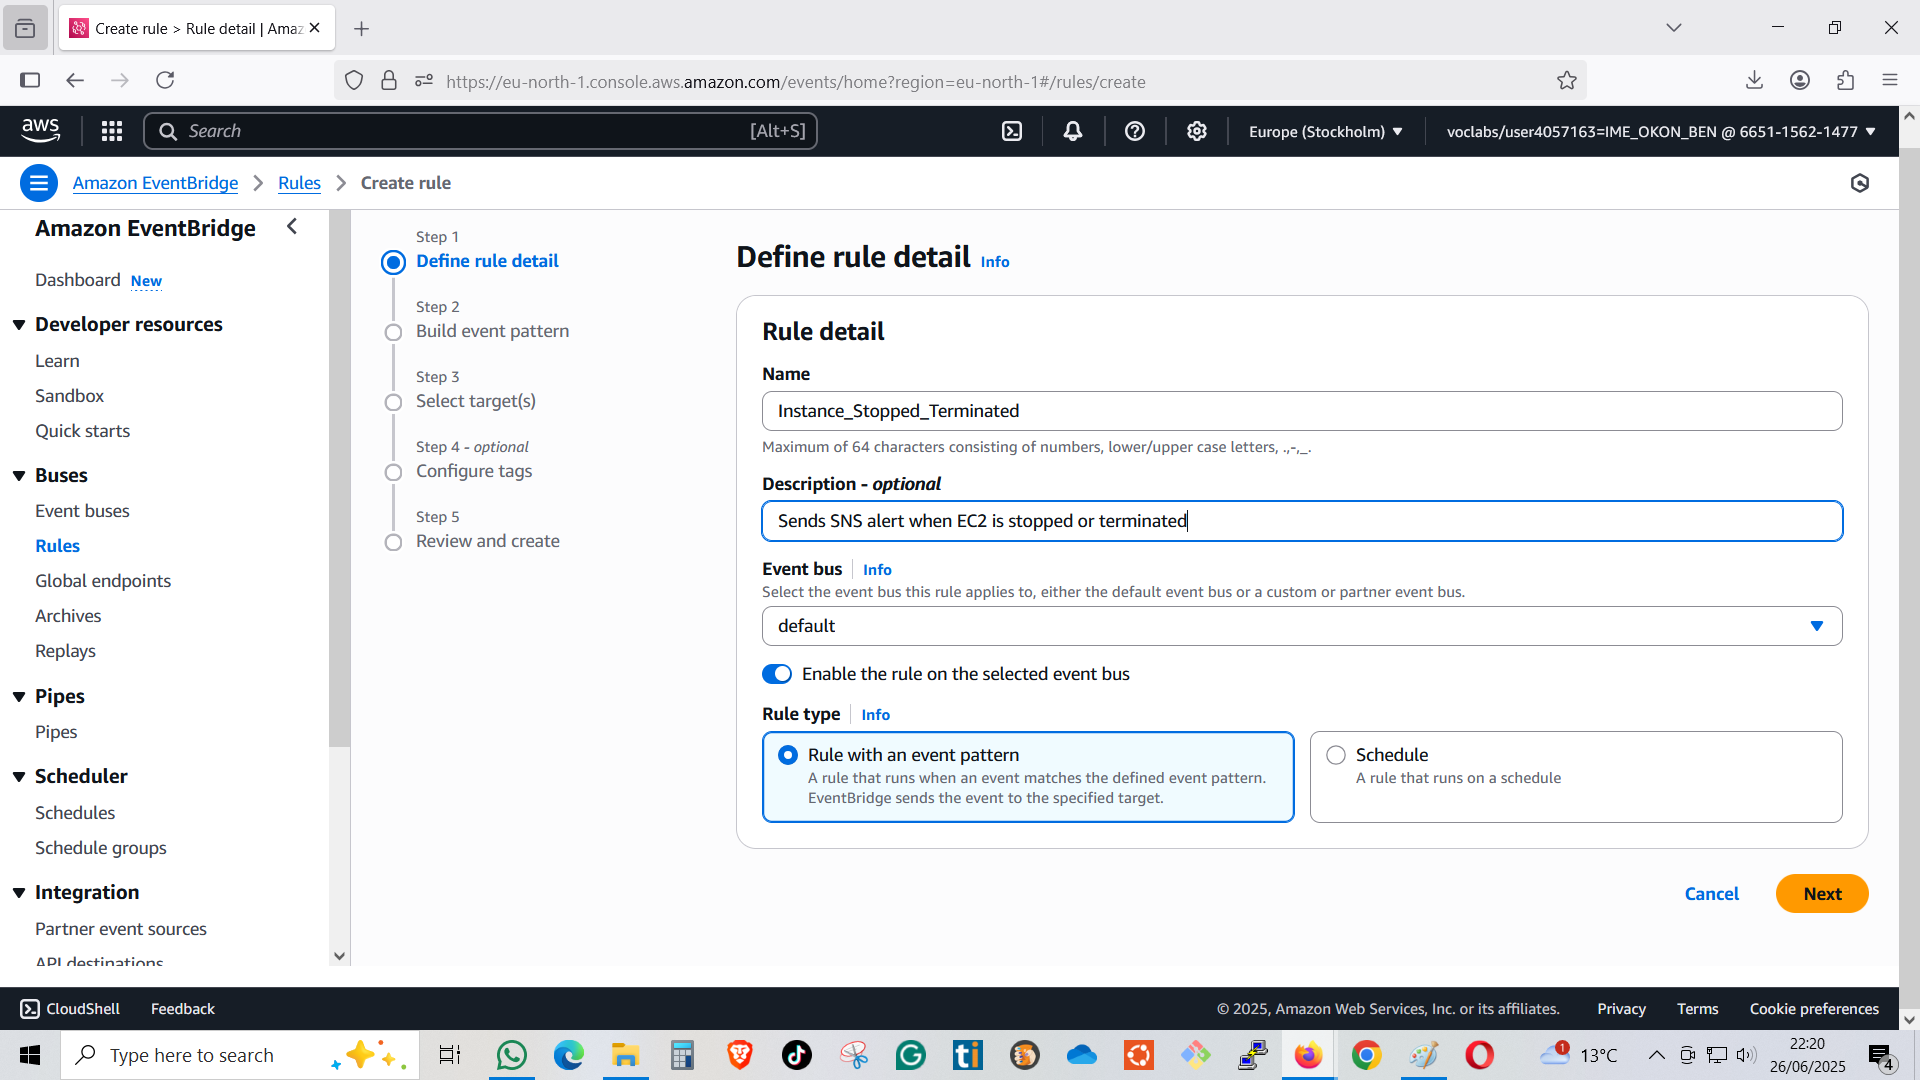 Create rule > Rule detail | Amaz
https://eu-north-1.console.aws.amazon.com/events/home?region=eu-north-1#/rules/create
aws
Search
[Alt+S]
Europe (Stockholm)
voclabs/user4057163=IME_OKON_BEN @ 6651-1562-1477
Amazon EventBridge
Rules
Create rule
Amazon EventBridge
Dashboard New
Developer resources
Learn
Sandbox
Quick starts
Buses
Event buses
Rules
Global endpoints
Archives
Replays
Pipes
Pipes
Scheduler
Schedules
Schedule groups
Integration
Partner event sources
API destinations
Step 1
Define rule detail
Step 2
Build event pattern
Step 3
Select target(s)
Step 4 - optional
Configure tags
Step 5
Review and create
Define rule detail Info
Rule detail
Name
Instance_Stopped_Terminated
Maximum of 64 characters consisting of numbers, lower/upper case letters, .,-,_.
Description - optional
Sends SNS alert when EC2 is stopped or terminated
Event bus Info
Select the event bus this rule applies to, either the default event bus or a custom or partner event bus.
default
Enable the rule on the selected event bus
Rule type Info
Rule with an event pattern
A rule that runs when an event matches the defined event pattern.
EventBridge sends the event to the specified target.
Schedule
A rule that runs on a schedule
Cancel
Next
CloudShell
Feedback
© 2025, Amazon Web Services, Inc. or its affiliates.
Privacy
Terms
Cookie preferences
Type here to search
ti
1
13°C
22:20
26/06/2025
4